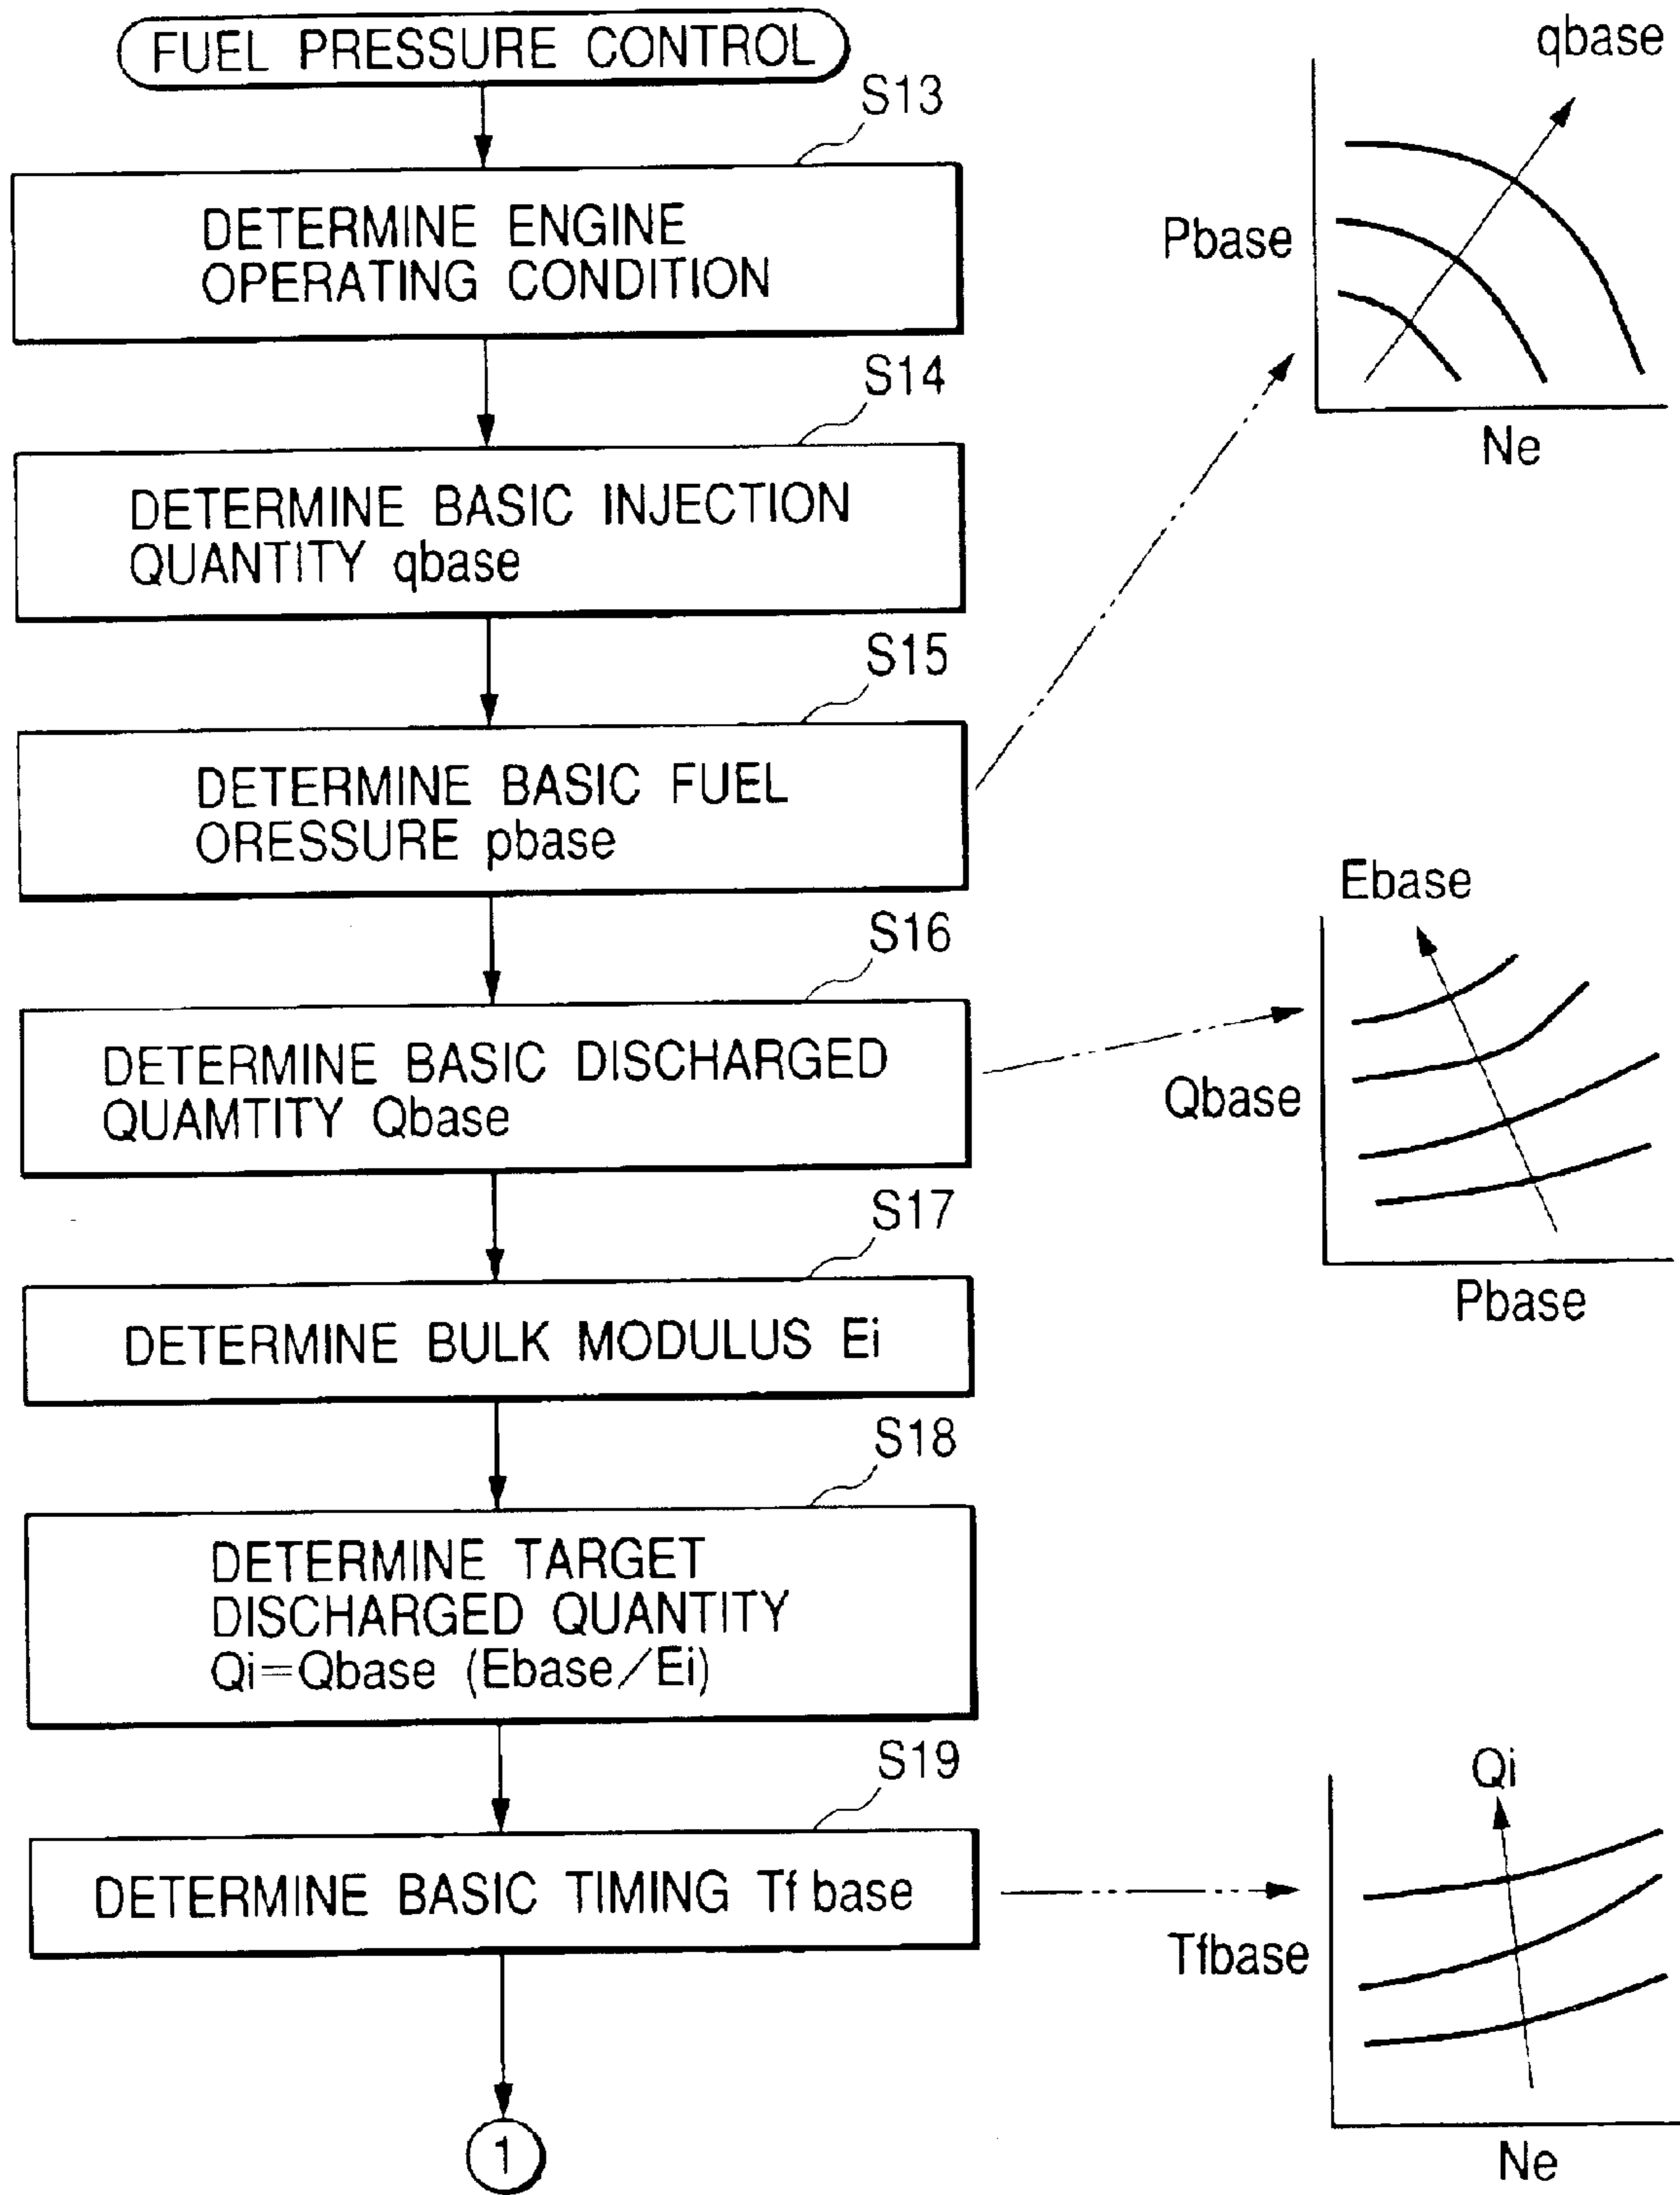 FUEL PRESSURE CONTROL
S13
DETERMINE ENGINE
OPERATING CONDITION
S14
DETERMINE BASIC INJECTION
QUANTITY qbase
S15
DETERMINE BASIC FUEL
ORESSURE pbase
S16
DETERMINE BASIC DISCHARGED
QUAMTITY Qbase
S17
DETERMINE BULK MODULUS Ei
S18
DETERMINE TARGET
DISCHARGED QUANTITY
Qi=Qbase (Ebase/Ei)
S19
DETERMINE BASIC TIMING Tf base
1
qbase
Pbase
Ne
Ebase
Qbase
Pbase
Qi
Tfbase
Ne